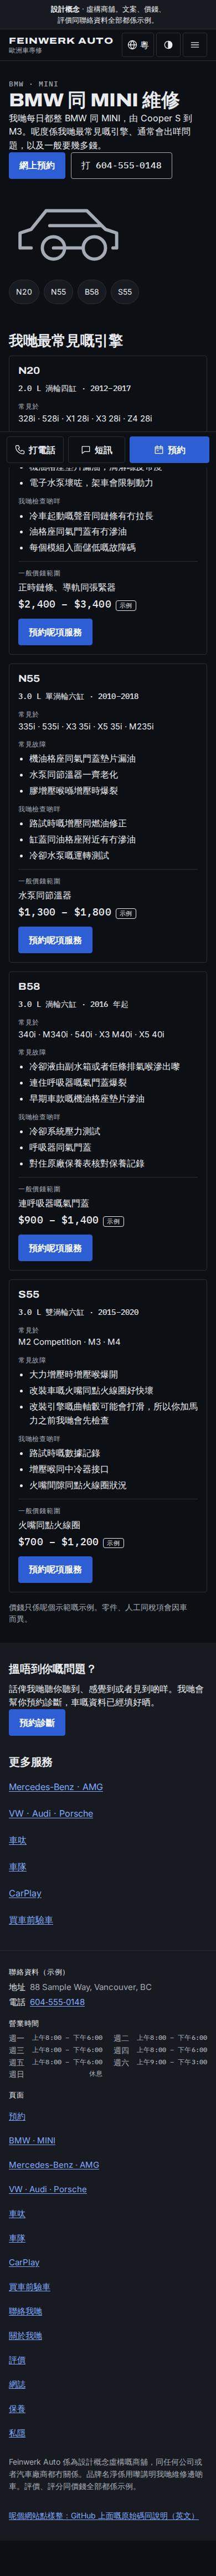 設計概念 · 虛構商舖。文案、價錢、
評價同聯絡資料全部都係示例。
FEINWERK AUTO
歐洲車專修
粵
BMW · MINI
BMW 同 MINI 維修
我哋每日都整 BMW 同 MINI，由 Cooper S 到
M3。呢度係我哋最常見嘅引擎、通常會出咩問
題，以及一般要幾多錢。
網上預約
打 604-555-0148
N20
N55
B58
S55
我哋最常見嘅引擎
N20
2.0 L 渦輪四缸 · 2012–2017
常見於
328i · 528i · X1 28i · X3 28i · Z4 28i
打電話
短訊
預約
電子水泵壞咗，架車會限制動力
我哋檢查啲咩
冷車起動嘅聲音同鏈條有冇拉長
油格座同氣門蓋有冇滲油
每個模組入面儲低嘅故障碼
一般價錢範圍
正時鏈條、導軌同張緊器
$2,400 – $3,400 示例
預約呢項服務
N55
3.0 L 單渦輪六缸 · 2010–2018
常見於
335i · 535i · X3 35i · X5 35i · M235i
常見故障
機油格座同氣門蓋墊片漏油
水泵同節溫器一齊老化
膠增壓喉喺增壓時爆裂
我哋檢查啲咩
路試時嘅增壓同燃油修正
缸蓋同油格座附近有冇滲油
冷卻水泵嘅運轉測試
一般價錢範圍
水泵同節溫器
$1,300 – $1,800 示例
預約呢項服務
B58
3.0 L 渦輪六缸 · 2016 年起
常見於
340i · M340i · 540i · X3 M40i · X5 40i
常見故障
冷卻液由副水箱或者佢條排氣喉滲出嚟
連住呼吸器嘅氣門蓋爆裂
早期車款嘅機油格座墊片滲油
我哋檢查啲咩
冷卻系統壓力測試
呼吸器同氣門蓋
對住原廠保養表核對保養記錄
一般價錢範圍
連呼吸器嘅氣門蓋
$900 – $1,400 示例
預約呢項服務
S55
3.0 L 雙渦輪六缸 · 2015–2020
常見於
M2 Competition · M3 · M4
常見故障
大力增壓時增壓喉爆開
改裝車嘅火嘴同點火線圈好快壞
改裝引擎嘅曲軸轂可能會打滑，所以你加馬
力之前我哋會先檢查
我哋檢查啲咩
路試時嘅數據記錄
增壓喉同中冷器接口
火嘴間隙同點火線圈狀況
一般價錢範圍
火嘴同點火線圈
$700 – $1,200 示例
預約呢項服務
價錢只係呢個示範嘅示例。零件、人工同稅項會因車
而異。
搵唔到你嘅問題？
話俾我哋聽你聽到、感覺到或者見到啲咩。我哋會
幫你預約診斷，車嘅資料已經填好晒。
預約診斷
更多服務
Mercedes-Benz · AMG
VW · Audi · Porsche
車呔
車隊
CarPlay
買車前驗車
聯絡資料（示例）
地址 88 Sample Way, Vancouver, BC
電話 604-555-0148
營業時間
週一 上午8:00 – 下午6:00 週二 上午8:00 – 下午6:00
週三 上午8:00 – 下午6:00 週四 上午8:00 – 下午6:00
週五 上午8:00 – 下午6:00 週六 上午9:00 – 下午3:00
週日 休息
頁面
預約
BMW · MINI
Mercedes-Benz · AMG
VW · Audi · Porsche
車呔
車隊
CarPlay
買車前驗車
聯絡我哋
關於我哋
評價
網誌
保養
私隱
Feinwerk Auto 係為設計概念虛構嘅商舖，同任何公司或
者汽車廠商都冇關係。品牌名淨係用嚟講明我哋維修邊啲
車。評價、評分同價錢全部都係示例。
呢個網站點樣整：GitHub 上面嘅原始碼同說明（英文）